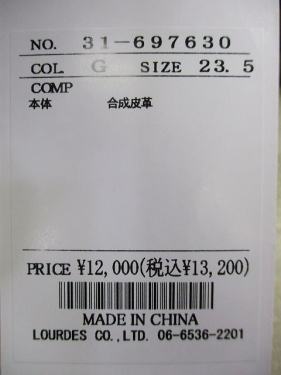 NO. 31-697630
COL. G SIZE 23.5
COMP
本体 合成皮革
PRICE ¥12,000(税込¥13,200)
MADE IN CHINA
LOURDES CO.,LTD. 06-6536-2201